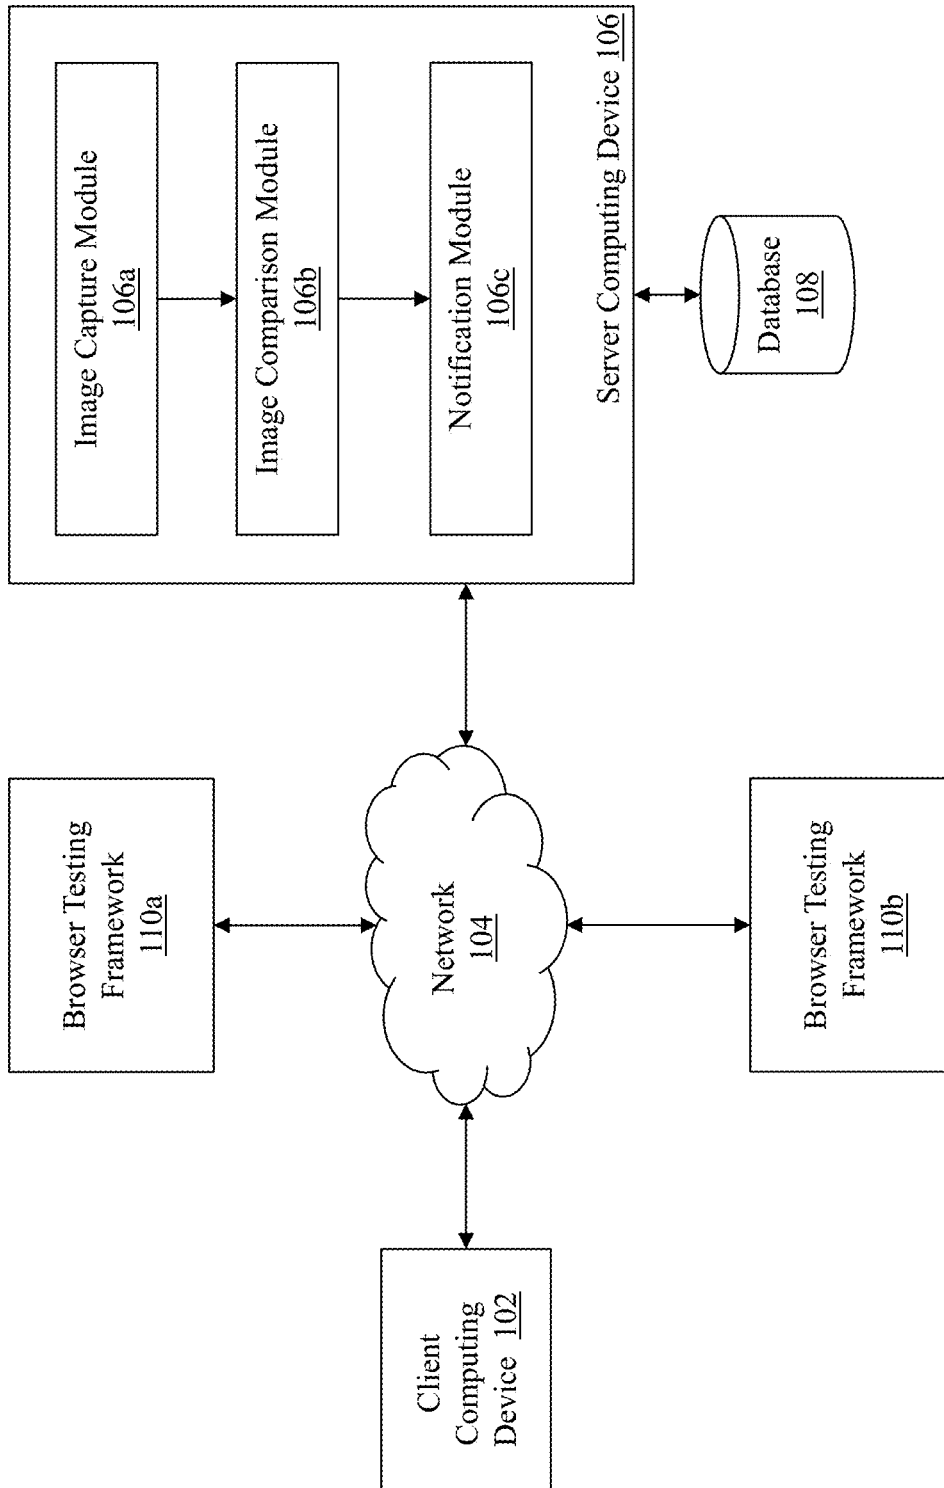 Image Capture Module
106a
Image Comparison Module
106b
Notification Module
106c
Server Computing Device 106
Database
108
Browser Testing
Framework
110a
Network
104
Browser Testing
Framework
110b
Client
Computing
Device 102